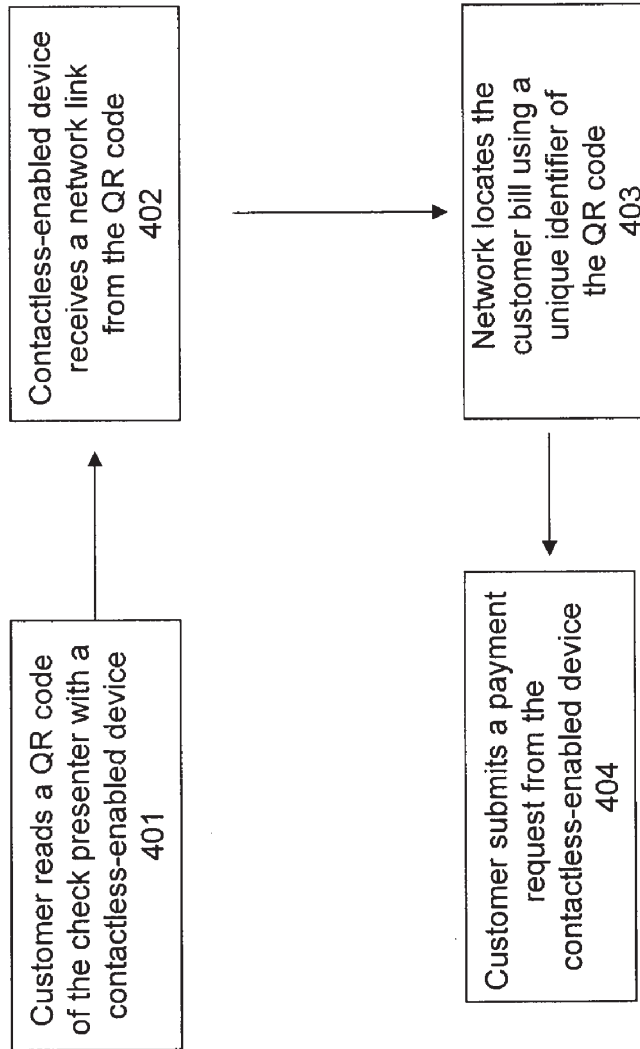 Customer reads a QR code
of the check presenter with a
contactless-enabled device
401
Contactless-enabled device
receives a network link
from the QR code
402
Network locates the
customer bill using a
unique identifier of
the QR code
403
Customer submits a payment
request from the
contactless-enabled device
404